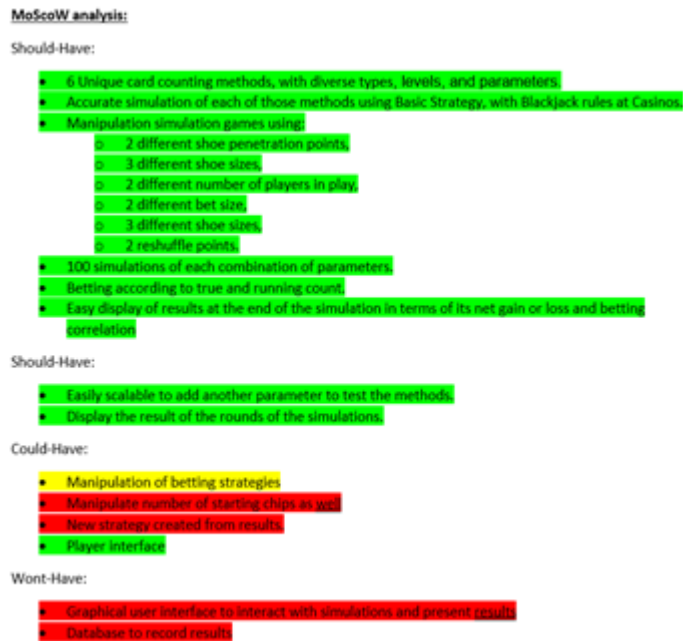 MoScoW analysis:
Should-Have:
• 6 Unique card counting methods, with diverse types, levels, and parameters.
• Accurate simulation of each of those methods using Basic Strategy, with Blackjack rules at Casinos.
• Manipulation simulation games using:
o 2 different shoe penetration points,
o 3 different shoe sizes,
o 2 different number of players in play,
o 2 different bet size,
o 3 different shoe sizes,
o 2 reshuffle points.
• 100 simulations of each combination of parameters.
• Betting according to true and running count.
• Easy display of results at the end of the simulation in terms of its net gain or loss and betting
correlation
Should-Have:
• Easily scalable to add another parameter to test the methods.
• Display the result of the rounds of the simulations.
Could-Have:
• Manipulation of betting strategies
• Manipulate number of starting chips as well
• New strategy created from results.
• Player interface
Wont-Have:
• Graphical user interface to interact with simulations and present results
• Database to record results